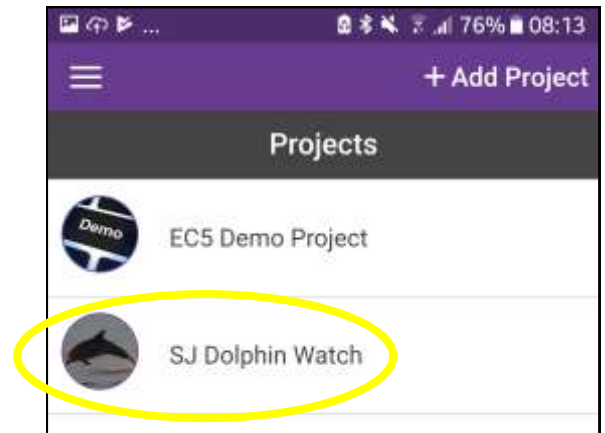 ... 76% 08:13
+ Add Project
Projects
Demo
EC5 Demo Project
SJ Dolphin Watch